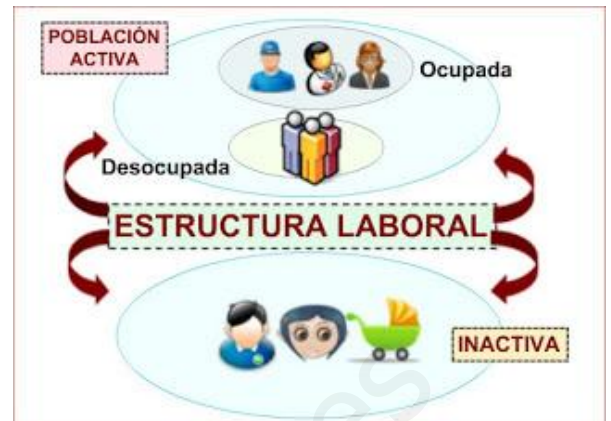 POBLACIÓN
ACTIVA
Ocupada
Desocupada
ESTRUCTURA LABORAL
INACTIVA